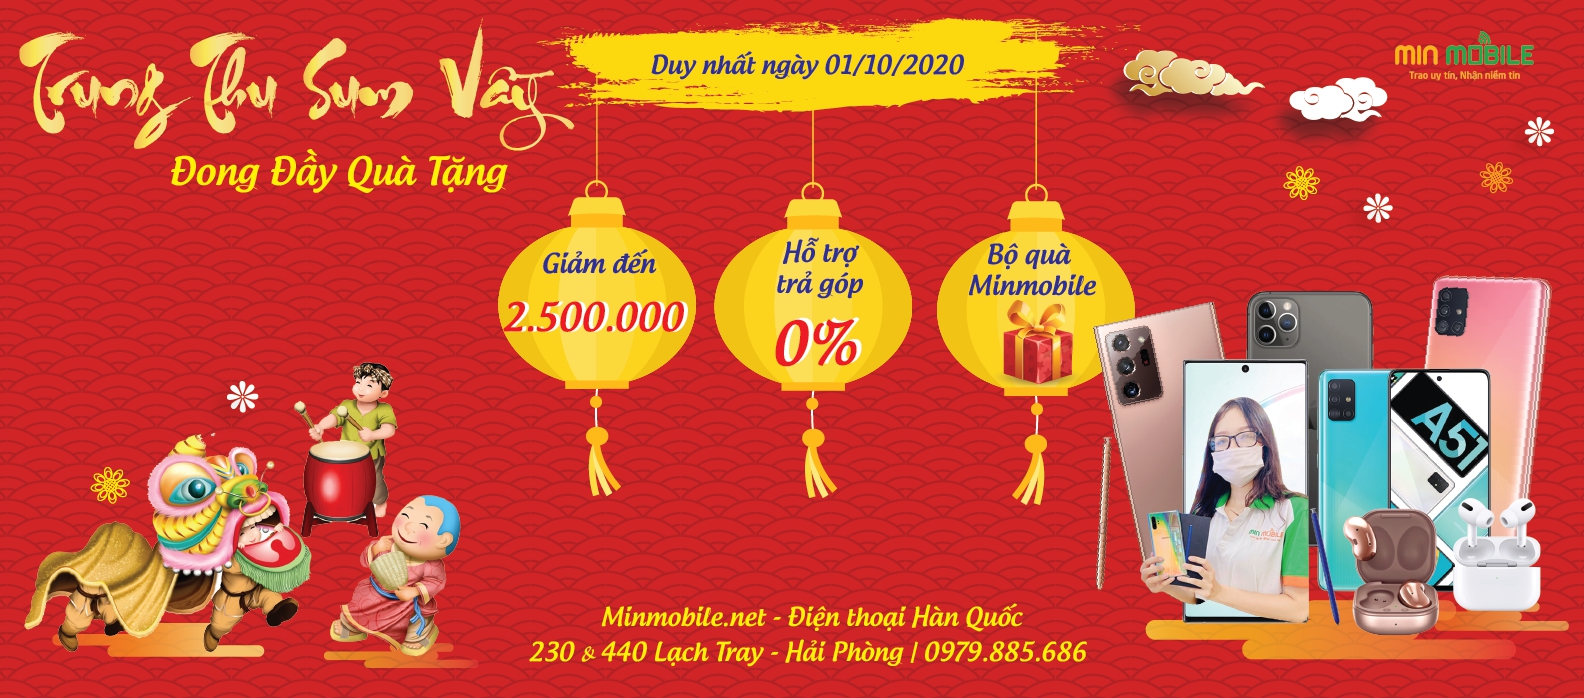 Trung Thu Sum Vầy
Đong Đầy Quà Tặng
Duy nhất ngày 01/10/2020
MIN MOBILE
Trao uy tín, Nhận niềm tin
Giảm đến
2.500.000
Hỗ trợ
trả góp
0%
Bộ quà
Minmobile
A51
MIN MOBILE
Minmobile.net - Điện thoại Hàn Quốc
230 & 440 Lạch Tray - Hải Phòng | 0979.885.686